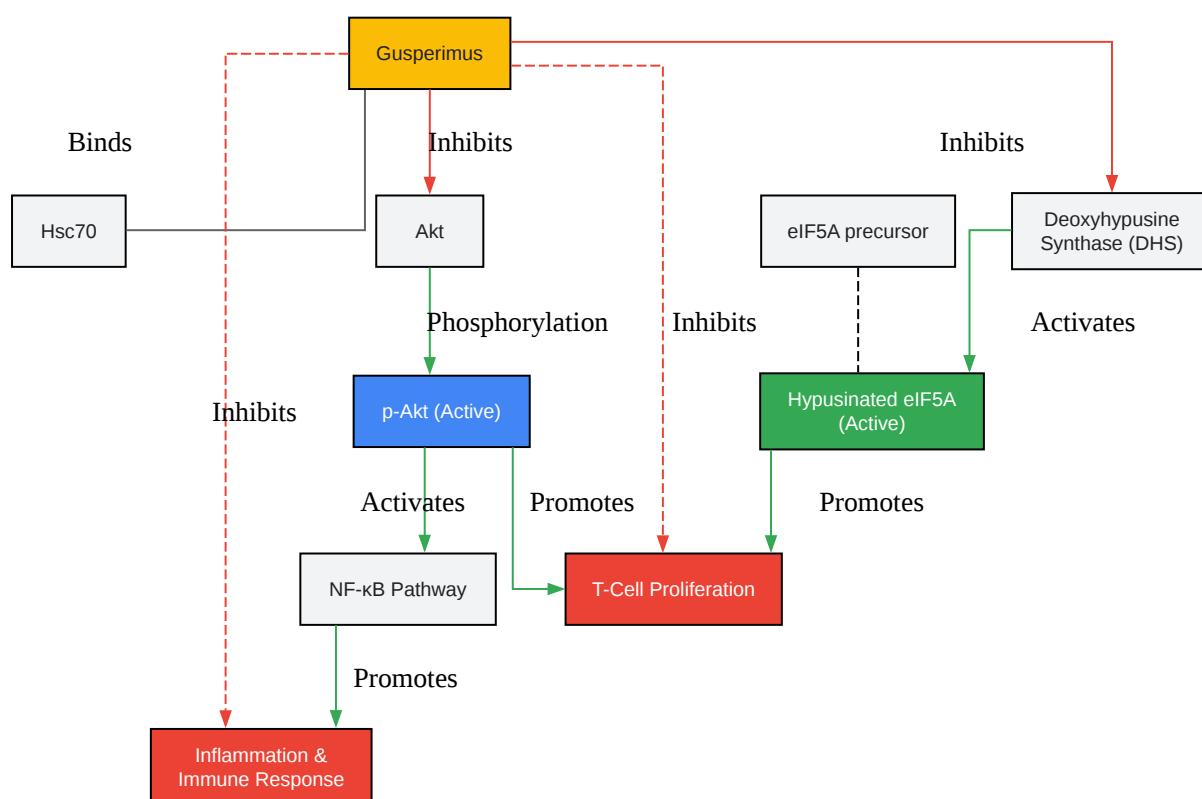 Gusperimus
Binds
Inhibits
Inhibits
Hsc70
Akt
eIF5A precursor
Deoxyhypusine
Synthase (DHS)
Phosphorylation
Inhibits
Activates
Inhibits
p-Akt (Active)
Hypusinated eIF5A
(Active)
Activates
Promotes
Promotes
NF-κB Pathway
T-Cell Proliferation
Promotes
Inflammation &
Immune Response